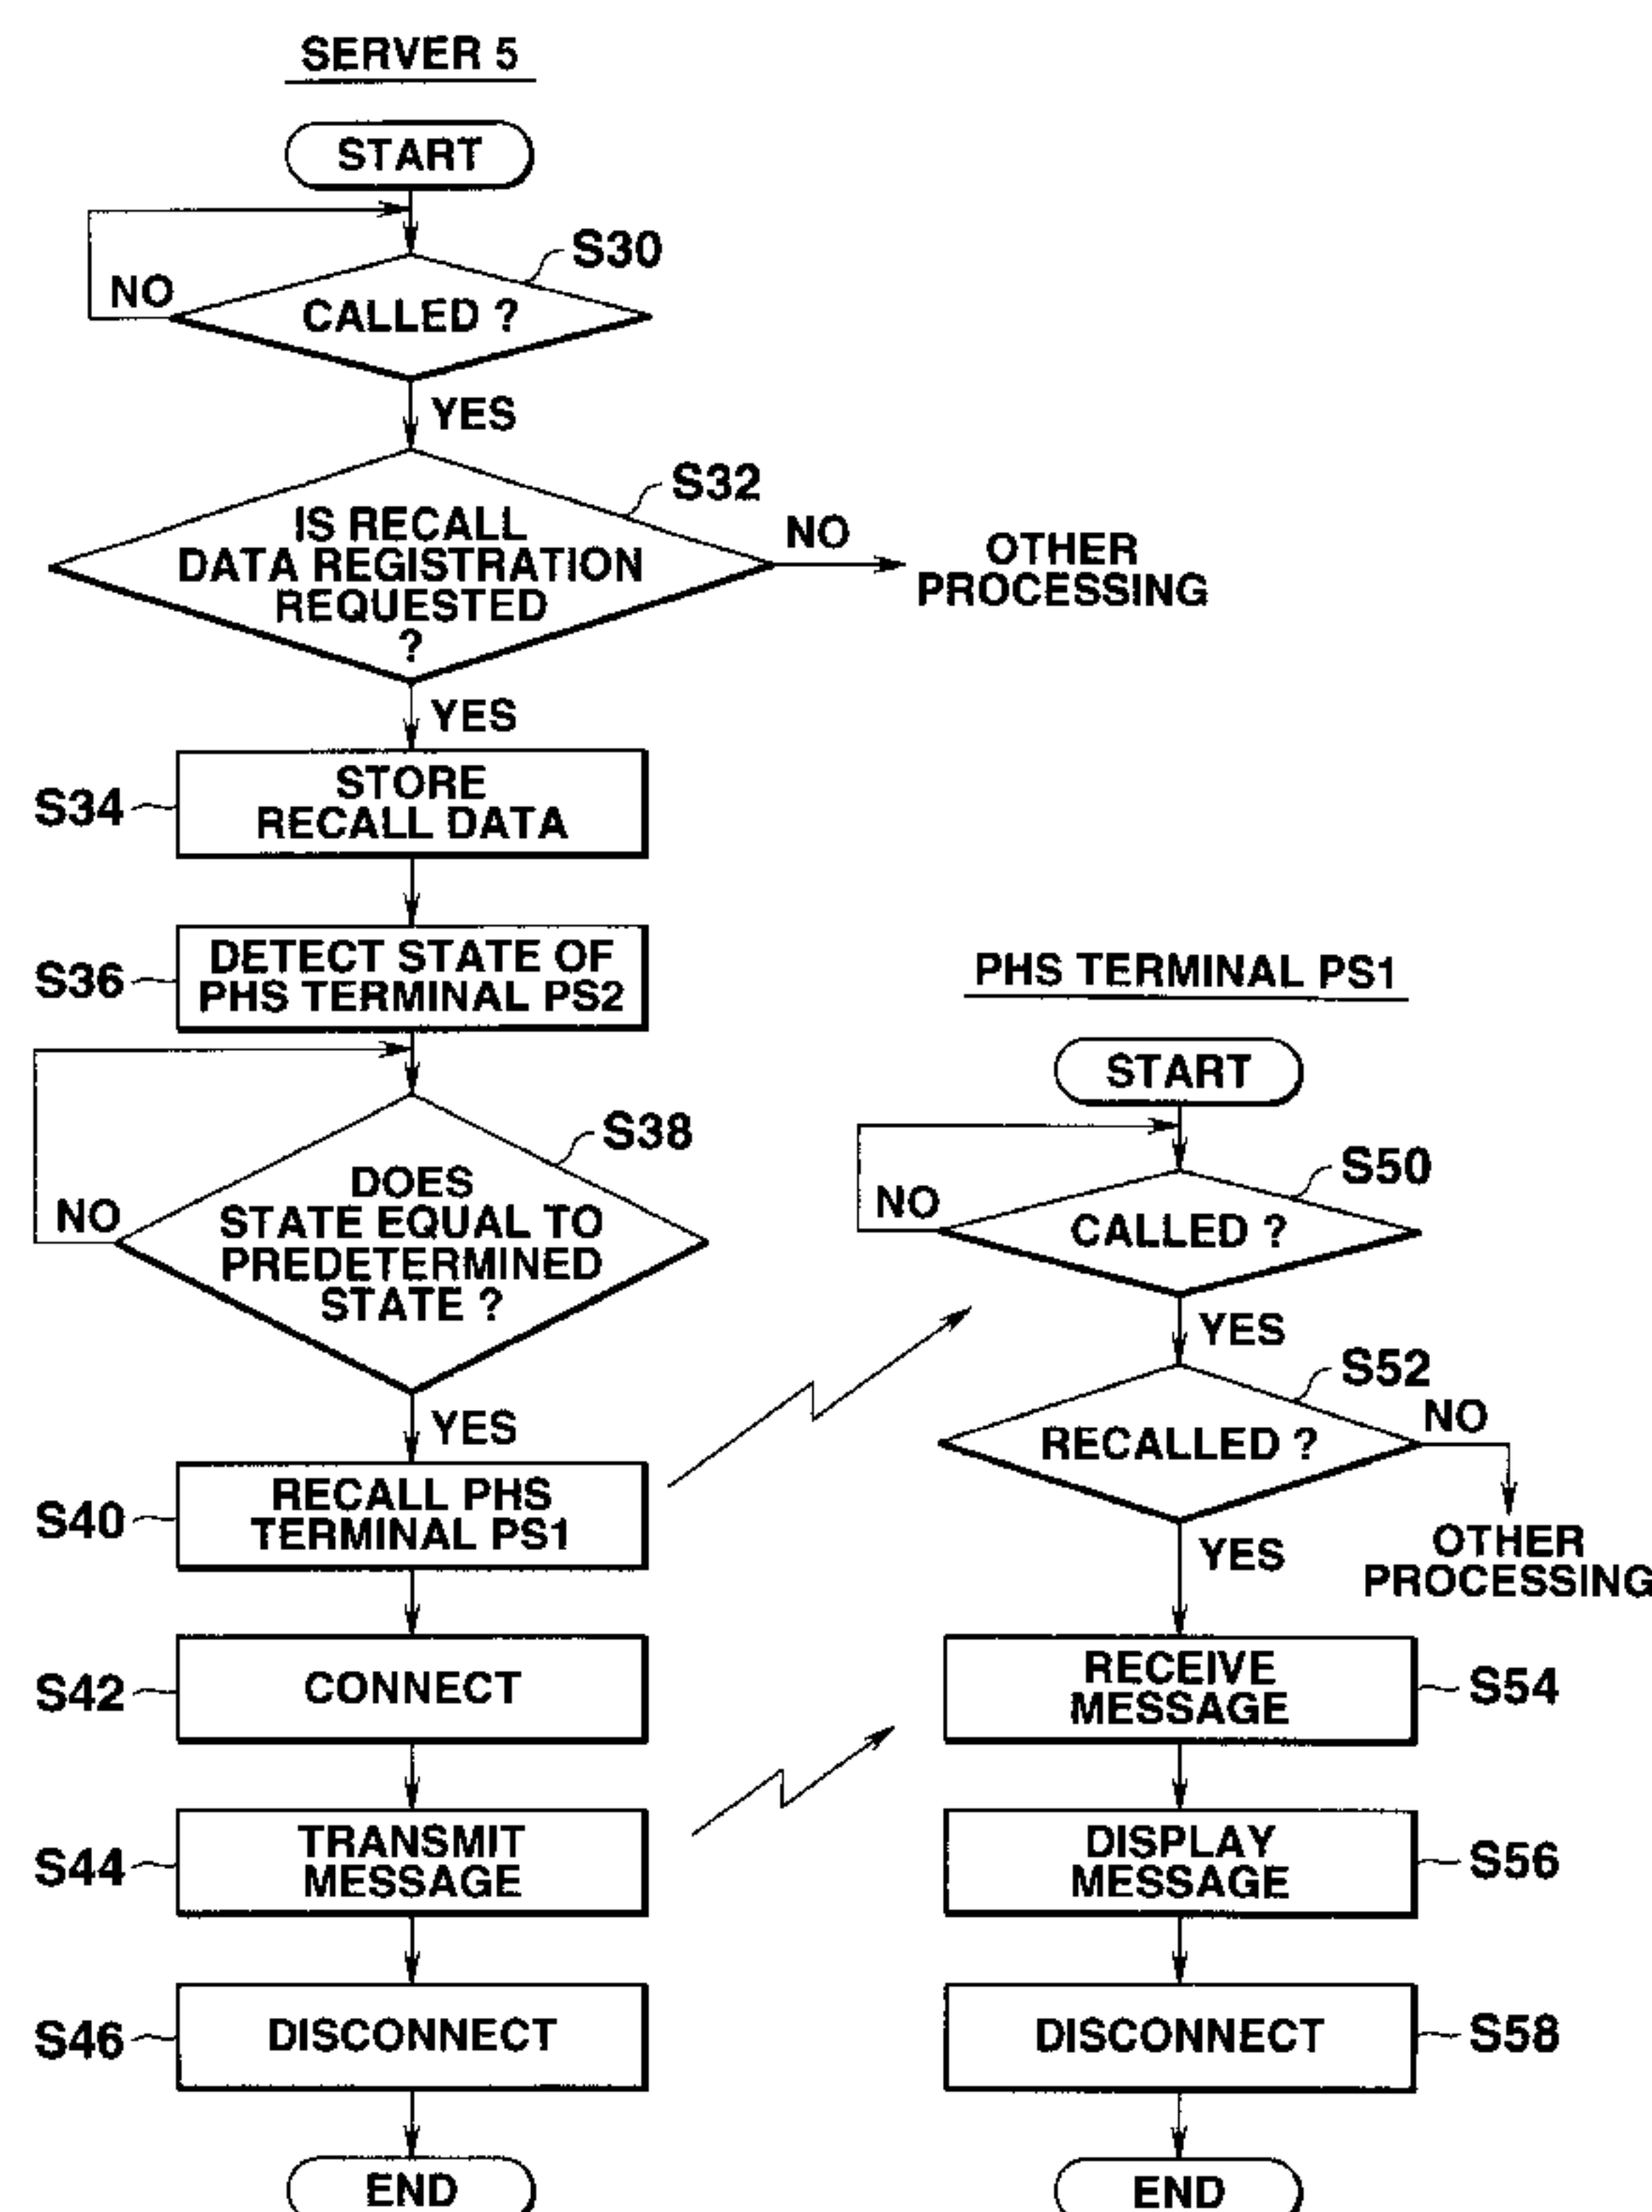 SERVER 5
START
S30
NO
CALLED ?
YES
S32
IS RECALL
DATA REGISTRATION
REQUESTED
?
NO
OTHER
PROCESSING
YES
S34
STORE
RECALL DATA
S36
DETECT STATE OF
PHS TERMINAL PS2
S38
NO
DOES
STATE EQUAL TO
PREDETERMINED
STATE ?
YES
S40
RECALL PHS
TERMINAL PS1
S42
CONNECT
S44
TRANSMIT
MESSAGE
S46
DISCONNECT
END
PHS TERMINAL PS1
START
S50
NO
CALLED ?
YES
S52
RECALLED ?
NO
OTHER
PROCESSING
YES
RECEIVE
MESSAGE
S54
DISPLAY
MESSAGE
S56
DISCONNECT
S58
END